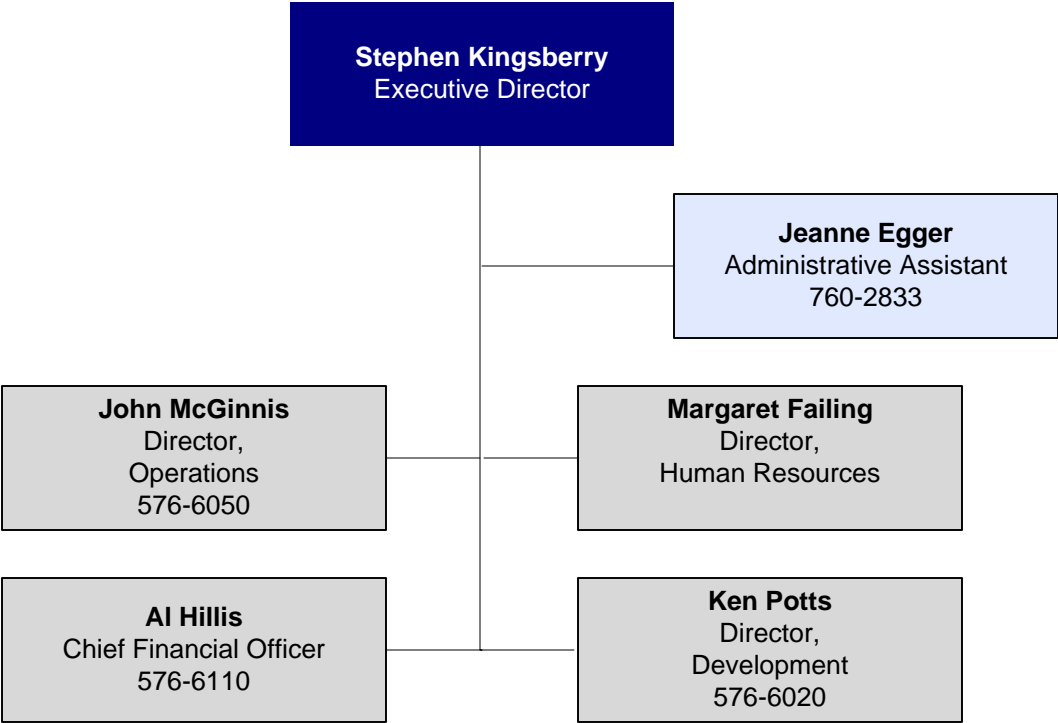 Stephen Kingsberry
Executive Director
Jeanne Egger
Administrative Assistant
760-2833
John McGinnis
Director,
Operations
576-6050
Margaret Failing
Director,
Human Resources
Al Hillis
Chief Financial Officer
576-6110
Ken Potts
Director,
Development
576-6020